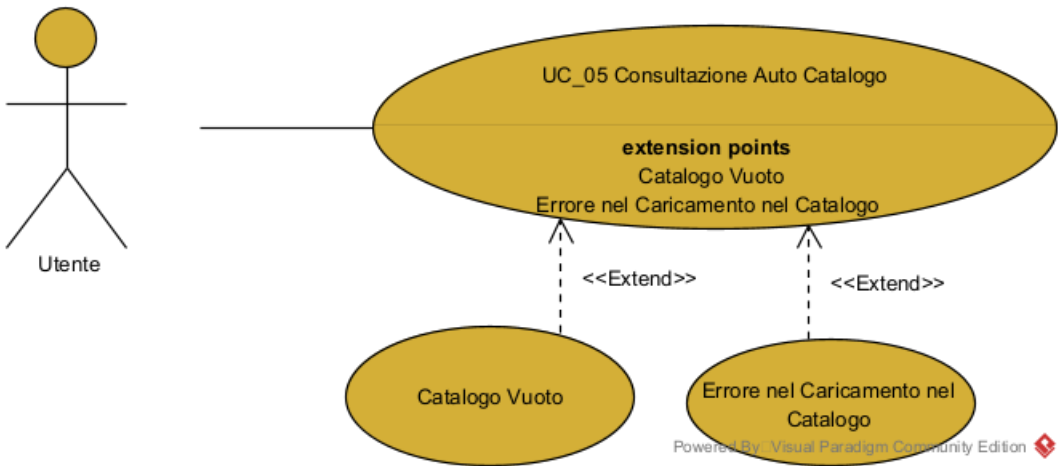 UC_05 Consultazione Auto Catalogo
extension points
Catalogo Vuoto
Errore nel Caricamento nel Catalogo
Utente
<<Extend>>
<<Extend>>
Catalogo Vuoto
Errore nel Caricamento nel
Catalogo
Powered By Visual Paradigm Community Edition